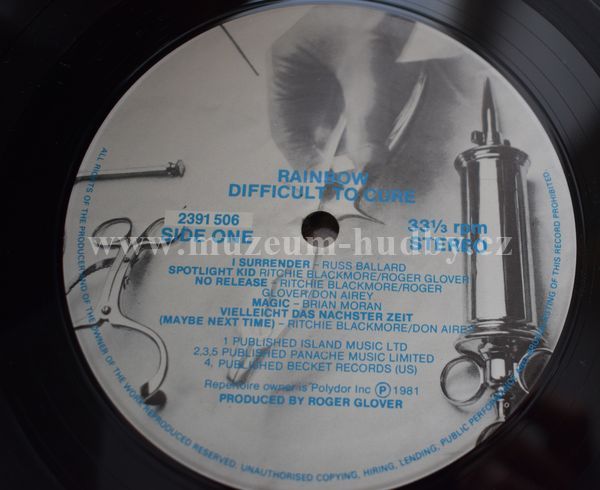 RAINBOW
DIFFICULT TO CURE
2391 506
SIDE ONE
33⅓ rpm
STEREO
www.muzeum-hudby.cz
I SURRENDER – RUSS BALLARD
SPOTLIGHT KID RITCHIE BLACKMORE/ROGER GLOVER
NO RELEASE – RITCHIE BLACKMORE/ROGER
GLOVER/DON AIREY
MAGIC – BRIAN MORAN
VIELLEICHT DAS NACHSTER ZEIT
(MAYBE NEXT TIME) – RITCHIE BLACKMORE/DON AIREY
1 PUBLISHED ISLAND MUSIC LTD
2,3,5 PUBLISHED PANACHE MUSIC LIMITED
4, PUBLISHED BECKET RECORDS (US)
Repertoire owner is Polydor Inc Ⓟ 1981
PRODUCED BY ROGER GLOVER
ALL RIGHTS OF THE PRODUCER AND OF THE OWNER OF THE WORK REPRODUCED RESERVED. UNAUTHORISED COPYING, HIRING, LENDING, PUBLIC PERFORMANCE AND BROADCASTING OF THIS RECORD PROHIBITED.